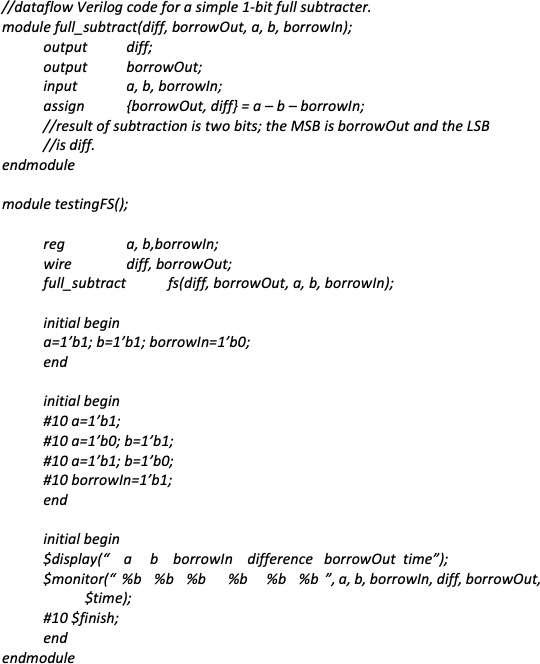 //dataflow Verilog code for a simple 1-bit full subtracter.
module full_subtract(diff, borrowOut, a, b, borrowIn);
output diff;
output borrowOut;
input a, b, borrowIn;
assign {borrowOut, diff} = a – b – borrowIn;
//result of subtraction is two bits; the MSB is borrowOut and the LSB
//is diff.
endmodule
module testingFS();
reg a, b,borrowIn;
wire diff, borrowOut;
full_subtract fs(diff, borrowOut, a, b, borrowIn);
initial begin
a=1’b1; b=1’b1; borrowIn=1’b0;
end
initial begin
#10 a=1’b1;
#10 a=1’b0; b=1’b1;
#10 a=1’b1; b=1’b0;
#10 borrowIn=1’b1;
end
initial begin
$display(“ a b borrowIn difference borrowOut time”);
$monitor(“ %b %b %b %b %b %b ”, a, b, borrowIn, diff, borrowOut,
$time);
#10 $finish;
end
endmodule